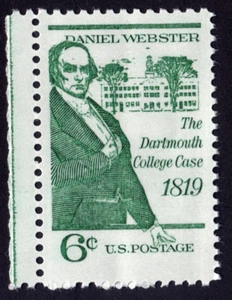 DANIEL WEBSTER
The
Dartmouth
College Case
1819
6¢ U.S. POSTAGE